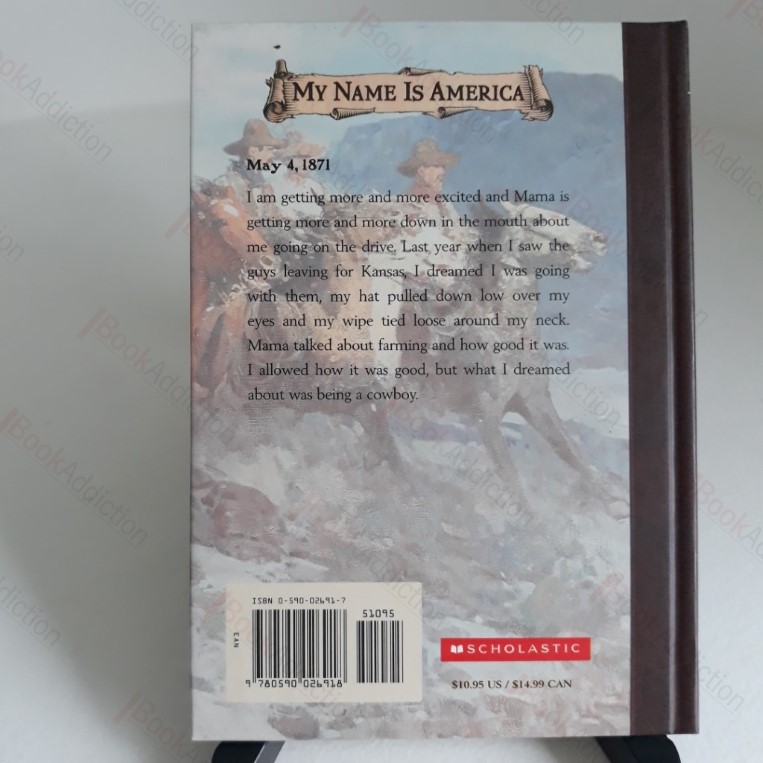 MY NAME IS AMERICA
May 4, 1871
I am getting more and more excited and Mama is
getting more and more down in the mouth about
me going on the drive. Last year when I saw the
guys leaving for Kansas, I dreamed I was going
with them, my hat pulled down low over my
eyes and my wipe tied loose around my neck.
Mama talked about farming and how good it was.
I allowed how it was good, but what I dreamed
about was being a cowboy.
ISBN 0-590-02691-7
51095
EAN
9 780590 026918
SCHOLASTIC
$10.95 US / $14.99 CAN
BookAddiction